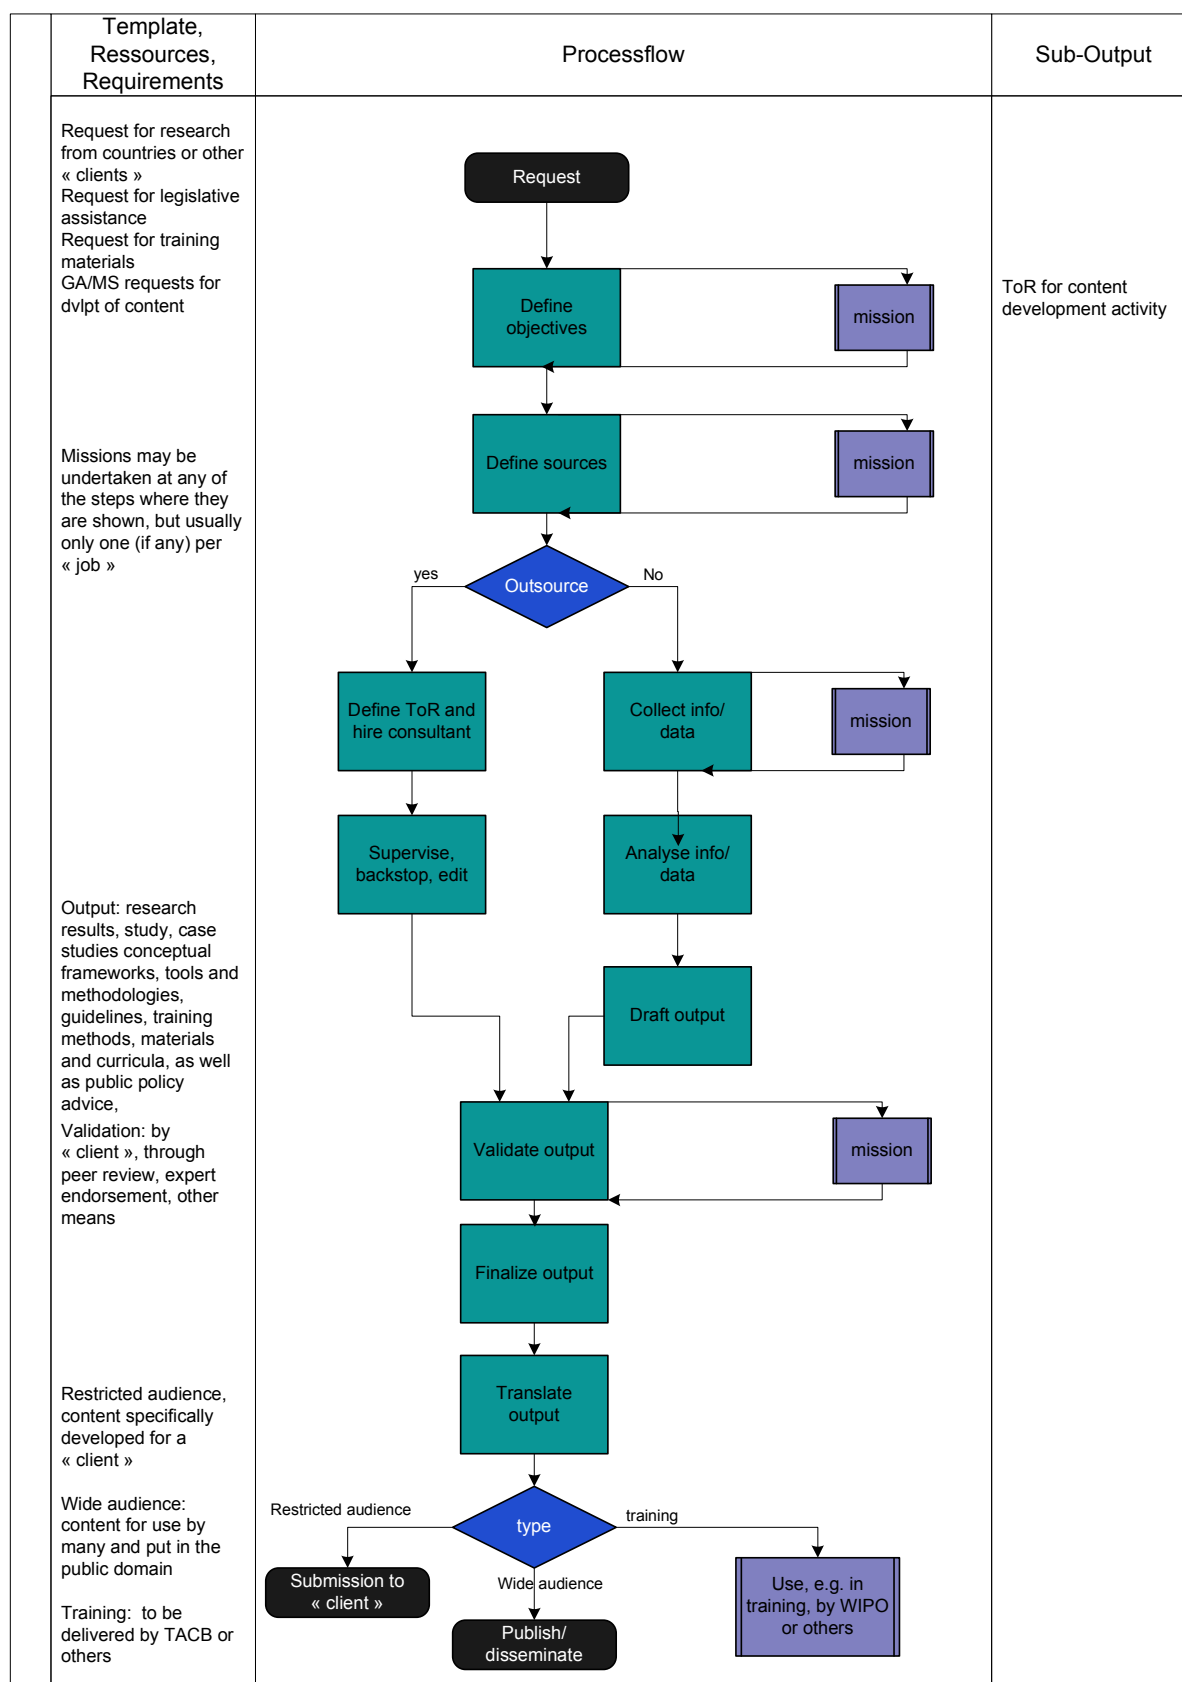 Template,
Ressources,
Requirements
Processflow
Sub-Output
Request for research
from countries or other
« clients »
Request for legislative
assistance
Request for training
materials
GA/MS requests for
dvlpt of content
Request
Define
objectives
mission
ToR for content
development activity
Define sources
mission
Missions may be
undertaken at any of
the steps where they
are shown, but usually
only one (if any) per
« job »
yes
Outsource
No
Define ToR and
hire consultant
Collect info/
data
mission
Supervise,
backstop, edit
Analyse info/
data
Output: research
results, study, case
studies conceptual
frameworks, tools and
methodologies,
guidelines, training
methods, materials
and curricula, as well
as public policy
advice,
Draft output
Validation: by
« client », through
peer review, expert
endorsement, other
means
Validate output
mission
Finalize output
Translate
output
Restricted audience,
content specifically
developed for a
« client »
Wide audience:
content for use by
many and put in the
public domain
Training:  to be
delivered by TACB or
others
Restricted audience
type
training
Wide audience
Submission to
« client »
Publish/
disseminate
Use, e.g. in
training, by WIPO
or others